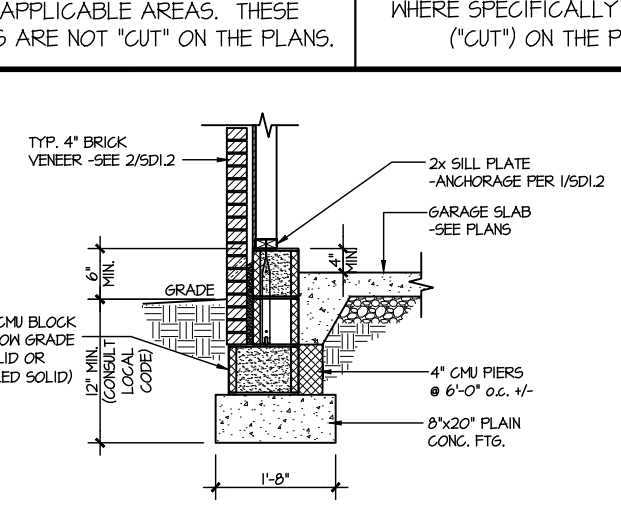 APPLICABLE AREAS. THESE
ARE NOT "CUT" ON THE PLANS.
WHERE SPECIFICALLY
("CUT") ON THE P
TYP. 4" BRICK
VENEER -SEE 2/SD1.2
2x SILL PLATE
-ANCHORAGE PER 1/SD1.2
GARAGE SLAB
-SEE PLANS
4"
MIN.
6"
MIN.
GRADE
CMU BLOCK
OW GRADE
LID OR
ED SOLID)
12" MIN.
(CONSULT
LOCAL
CODE)
4" CMU PIERS
@ 6'-0" o.c. +/-
8"x20" PLAIN
CONC. FTG.
1'-8"